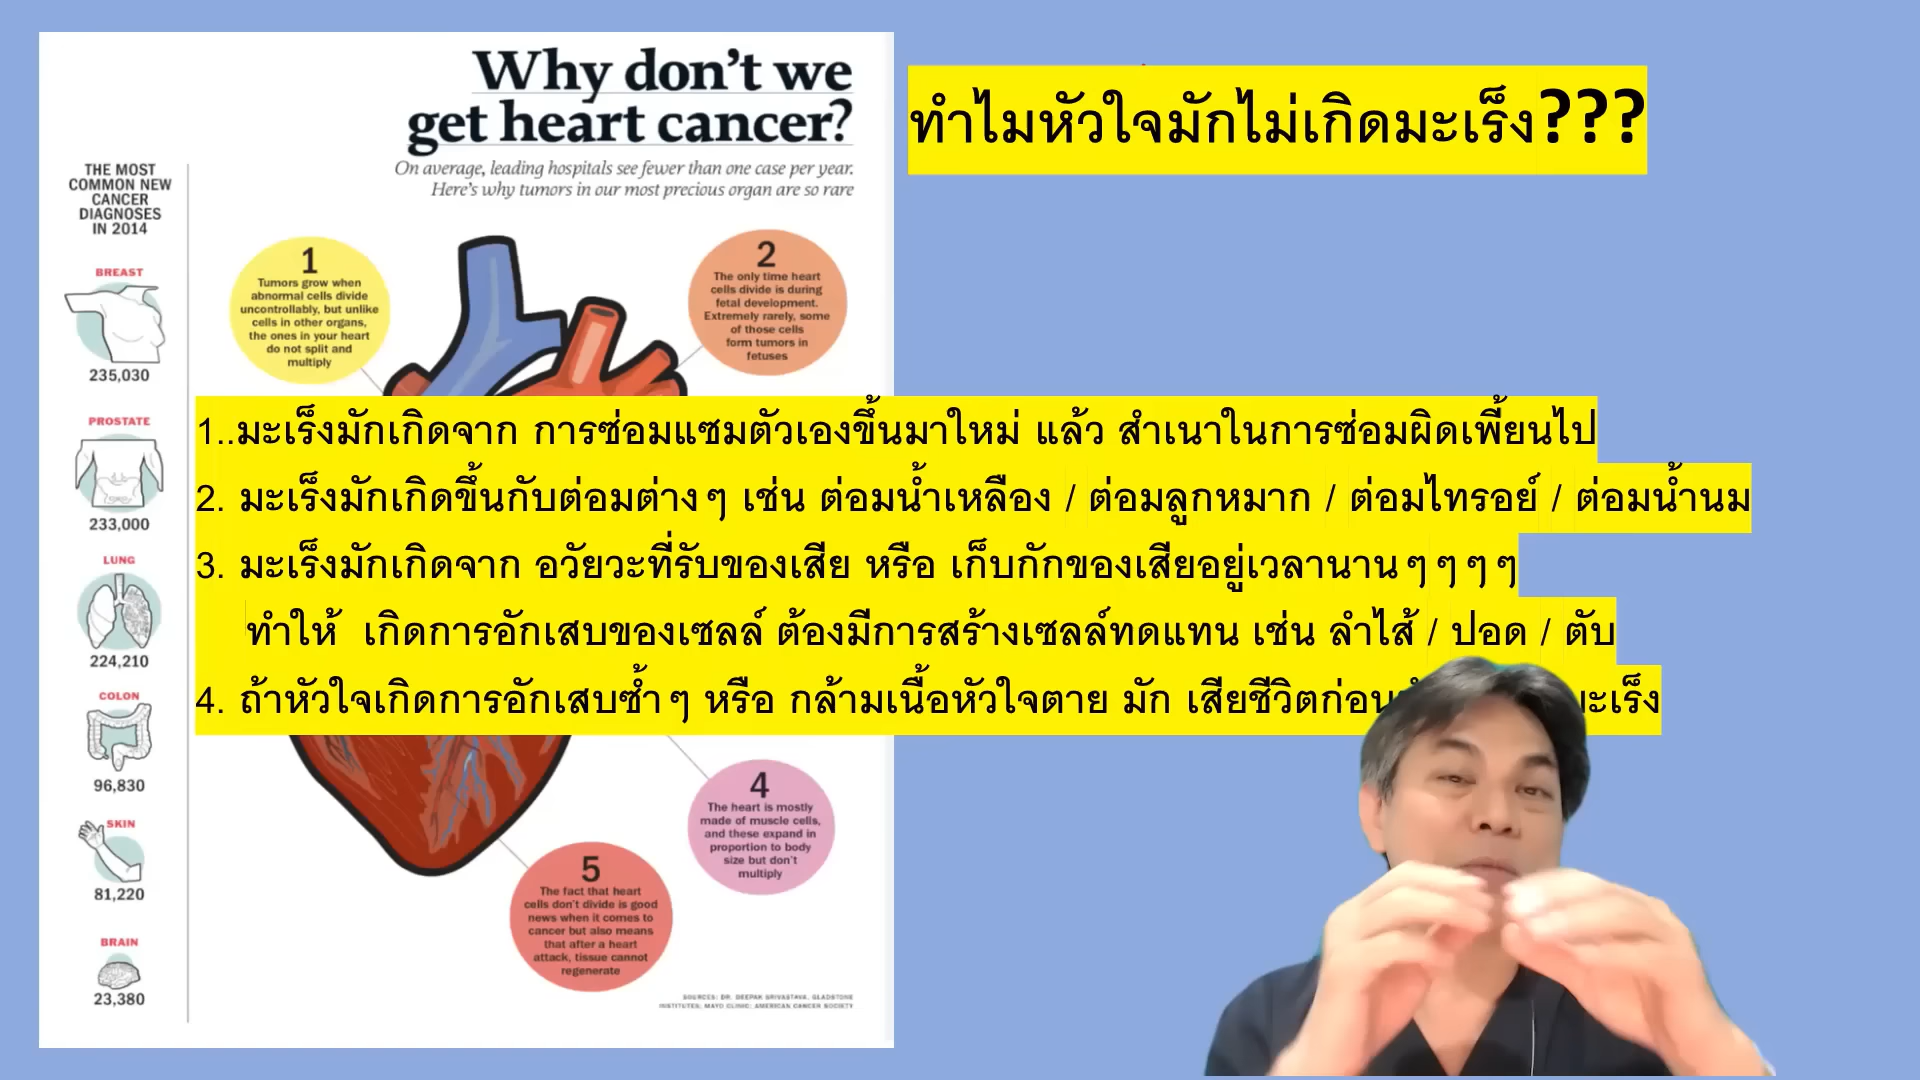 Why don't we
get heart cancer?
On average, leading hospitals see fewer than one case per year.
Here's why tumors in our most precious organ are so rare
ทำไมหัวใจมักไม่เกิดมะเร็ง???
THE MOST
COMMON NEW
CANCER
DIAGNOSES
IN 2014
BREAST
235,030
PROSTATE
233,000
LUNG
224,210
COLON
96,830
SKIN
81,220
BRAIN
23,380
1
Tumors grow when
abnormal cells divide
uncontrollably, but unlike
cells in other organs,
the ones in your heart
do not split and
multiply
2
The only time heart
cells divide is during
fetal development.
Extremely rarely, some
of those cells
form tumors in
fetuses
1..มะเร็งมักเกิดจาก การซ่อมแซมตัวเองขึ้นมาใหม่ แล้ว สำเนาในการซ่อมผิดเพี้ยนไป
2. มะเร็งมักเกิดขึ้นกับต่อมต่างๆ เช่น ต่อมน้ำเหลือง / ต่อมลูกหมาก / ต่อมไทรอย์ / ต่อมน้ำนม
3. มะเร็งมักเกิดจาก อวัยวะที่รับของเสีย หรือ เก็บกักของเสียอยู่เวลานานๆๆๆๆ
ทำให้ เกิดการอักเสบของเซลล์ ต้องมีการสร้างเซลล์ทดแทน เช่น ลำไส้ / ปอด / ตับ
4. ถ้าหัวใจเกิดการอักเสบซ้ำๆ หรือ กล้ามเนื้อหัวใจตาย มัก เสียชีวิตก่อน มะเร็ง
4
The heart is mostly
made of muscle cells,
and these expand in
proportion to body
size but don't
multiply
5
The fact that heart
cells don't divide is good
news when it comes to
cancer but also means
that after a heart
attack, tissue cannot
regenerate
SOURCES: DR. DEEPAK SRIVASTAVA, GLADSTONE
INSTITUTES; MAYO CLINIC; AMERICAN CANCER SOCIETY